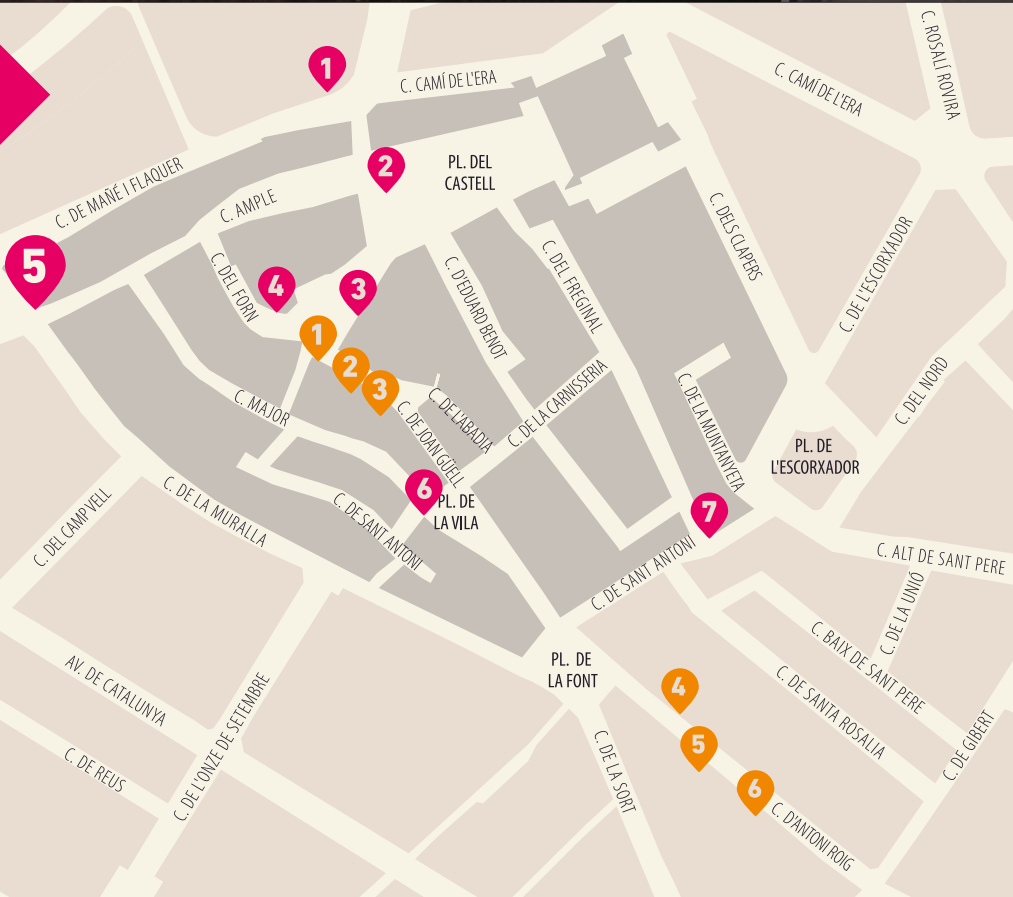 C. ROSALÍ ROVIRA
1
C. CAMÍ DE L'ERA
C. CAMÍ DE L'ERA
2
PL. DEL
CASTELL
C. DE MAÑÉ I FLAQUER
C. AMPLE
C. DELS CLAPERS
5
C. DEL FORN
4
3
C. D'EDUARD BENOT
C. DEL FREGINAL
C. DE L'ESCORXADOR
1
2
3
C. MAJOR
C. DE JOAN GÜELL
C. DE LABADIA
C. DE LA CARNISSERIA
C. DE LA MUNTANYETA
C. DEL NORD
PL. DE
L'ESCORXADOR
6
PL. DE
LA VILA
7
C. DEL CAMP VELL
C. DE LA MURALLA
C. DE SANT ANTONI
C. DE SANT ANTONI
C. ALT DE SANT PERE
C. DE LA UNIÓ
C. BAIX DE SANT PERE
PL. DE
LA FONT
4
AV. DE CATALUNYA
C. DE L'ONZE DE SETEMBRE
C. DE SANTA ROSALIA
5
C. DE GIBERT
C. DE REUS
C. DE LA SORT
6
C. D'ANTONI ROIG